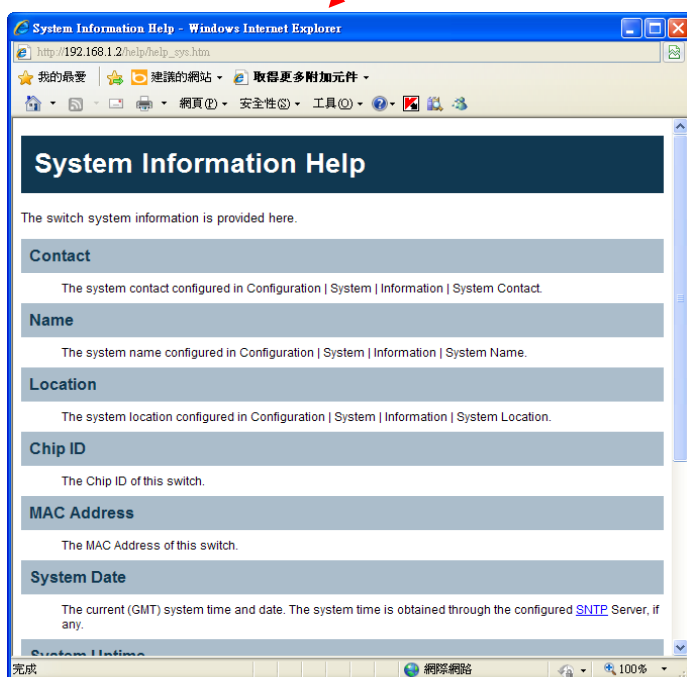 System Information Help - Windows Internet Explorer
http://192.168.1.2/help/help_sys.htm
我的最愛 建議的網站 取得更多附加元件
網頁(P) 安全性(S) 工具(O)
System Information Help
The switch system information is provided here.
Contact
The system contact configured in Configuration | System | Information | System Contact.
Name
The system name configured in Configuration | System | Information | System Name.
Location
The system location configured in Configuration | System | Information | System Location.
Chip ID
The Chip ID of this switch.
MAC Address
The MAC Address of this switch.
System Date
The current (GMT) system time and date. The system time is obtained through the configured SNTP Server, if
any.
System Uptime
完成 網際網路 100%